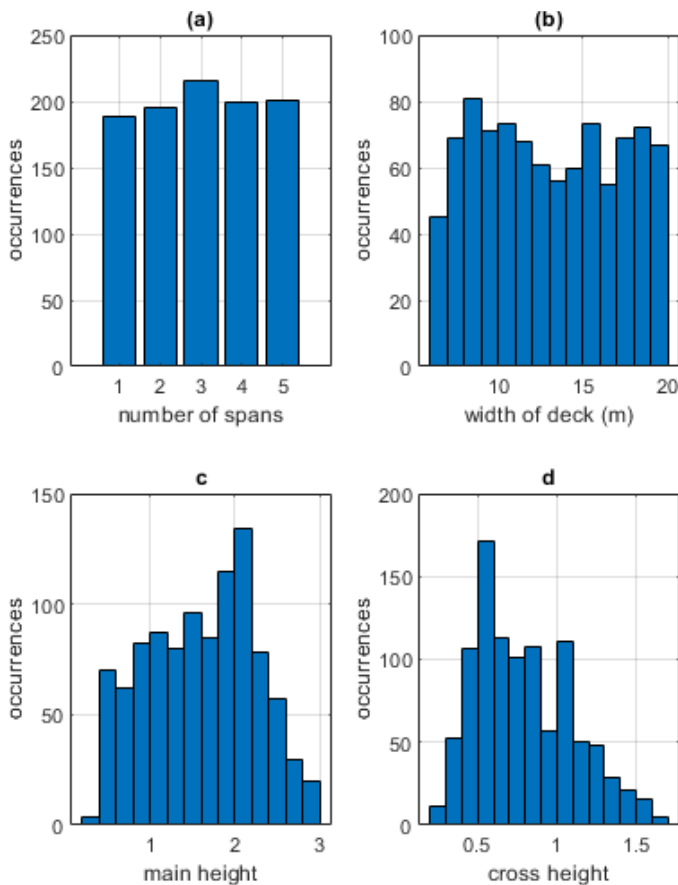 (a)
250
200
150
100
50
0
occurrences
1 2 3 4 5
number of spans
(b)
100
80
60
40
20
0
occurrences
10 15 20
width of deck (m)
c
150
100
50
0
occurrences
1 2 3
main height
d
200
150
100
50
0
occurrences
0.5 1 1.5
cross height